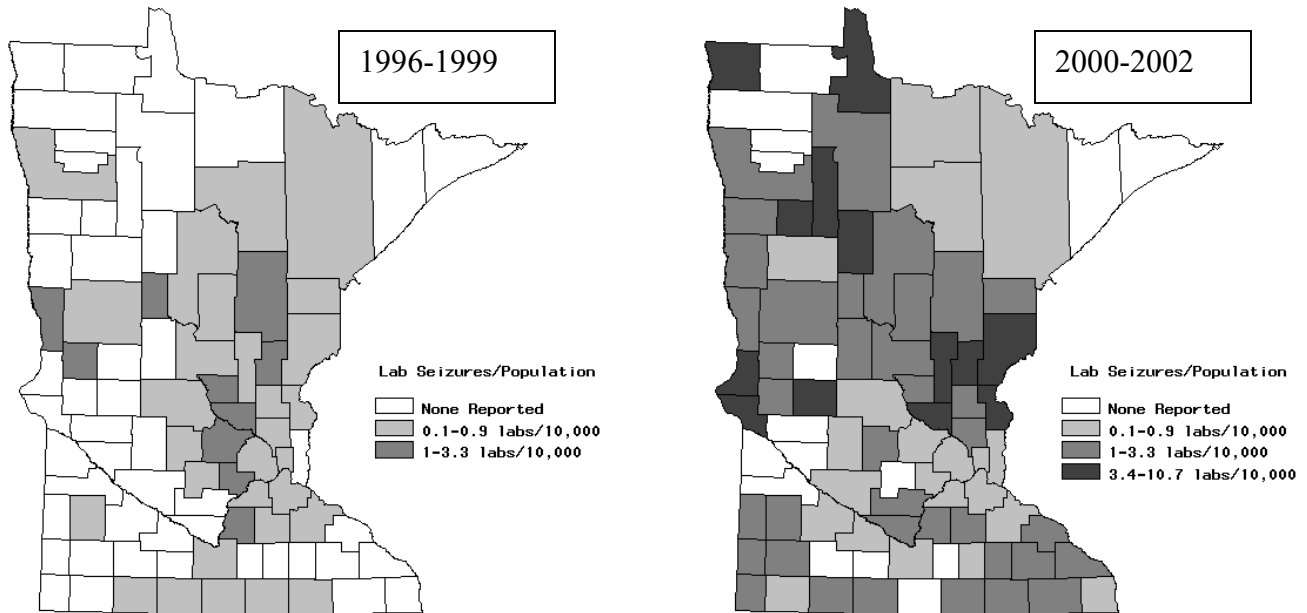 1996-1999
Lab Seizures/Population
None Reported
0.1-0.9 labs/10,000
1-3.3 labs/10,000
2000-2002
Lab Seizures/Population
None Reported
0.1-0.9 labs/10,000
1-3.3 labs/10,000
3.4-10.7 labs/10,000